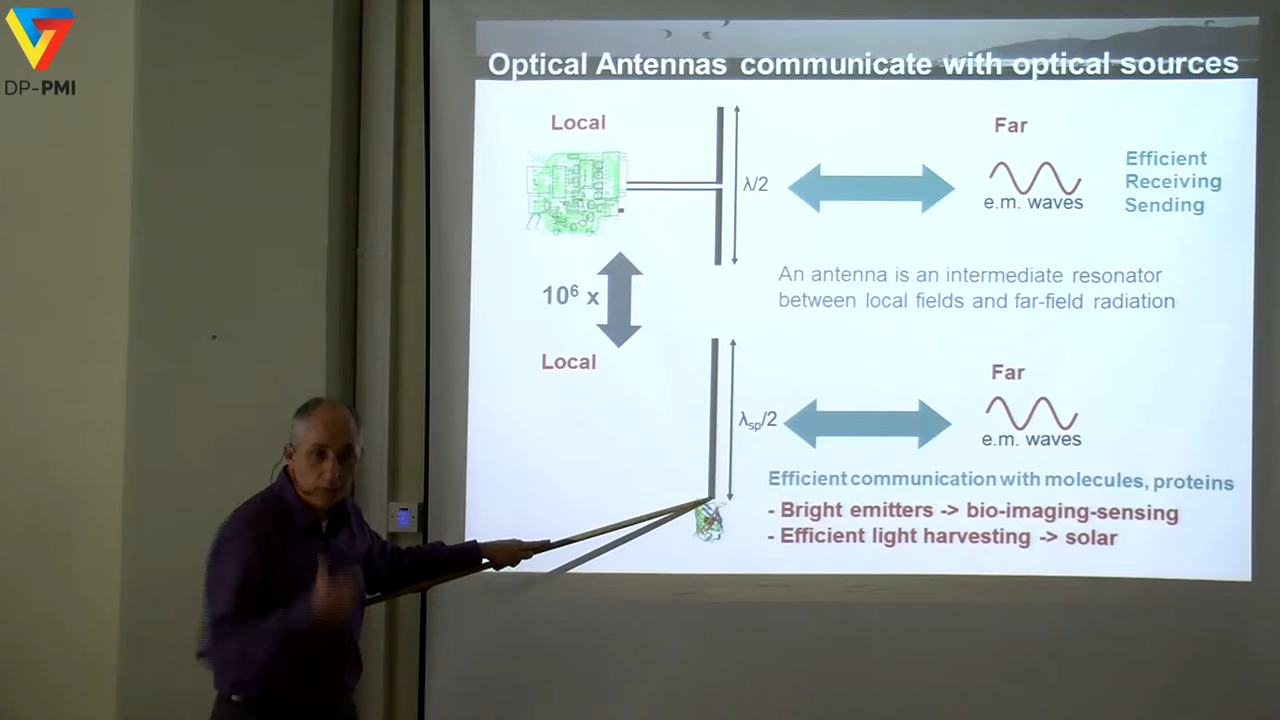 DP-PMI
Optical Antennas communicate with optical sources
Local
Far
λ/2
e.m. waves
Efficient
Receiving
Sending
10⁶ x
An antenna is an intermediate resonator
between local fields and far-field radiation
Local
Far
λsp/2
e.m. waves
Efficient communication with molecules, proteins
- Bright emitters -> bio-imaging-sensing
- Efficient light harvesting -> solar